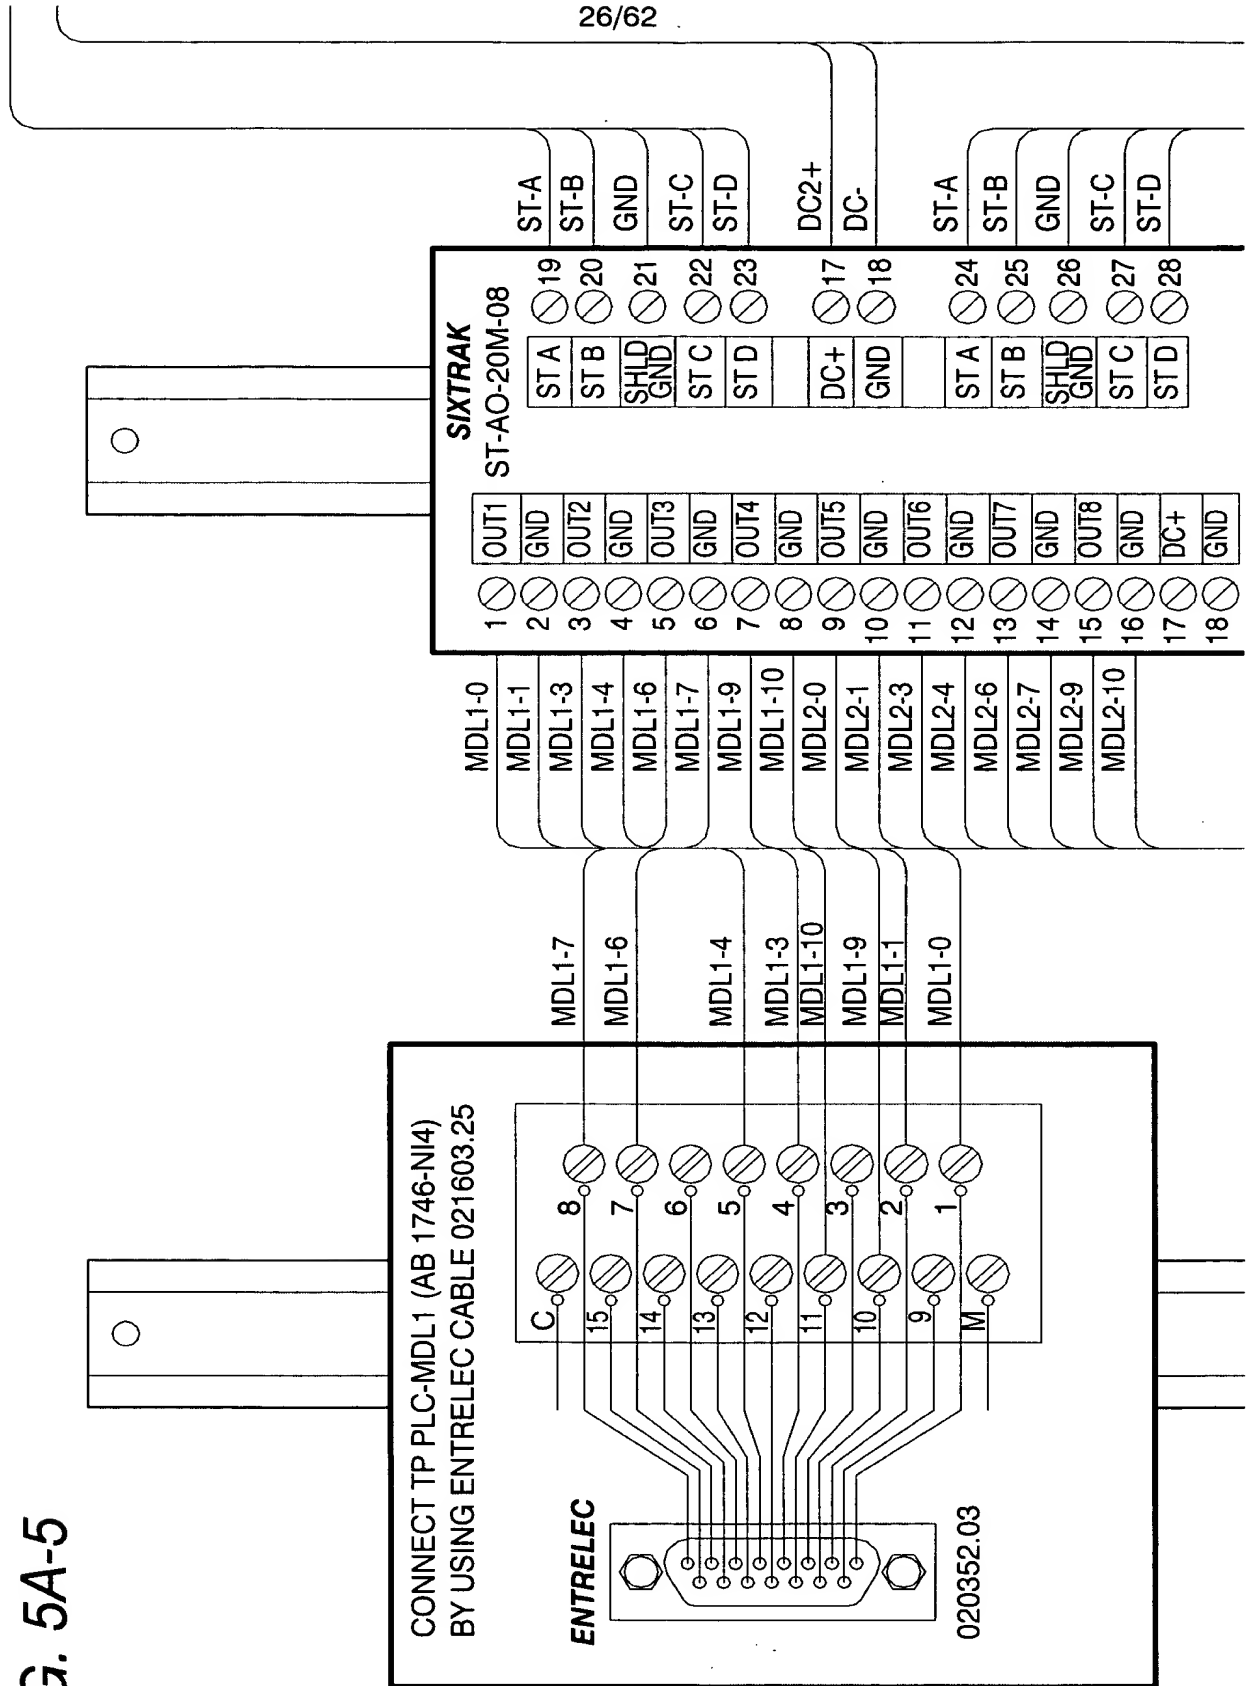 26/62
G. 5A-5
SIXTRAK
ST-AO-20M-08
ST-A
ST-B
GND
ST-C
ST-D
DC2+
DC-
ST-A
ST-B
GND
ST-C
ST-D
19
20
21
22
23
17
18
24
25
26
27
28
ST A
ST B
SHLD GND
ST C
ST D
DC+
GND
ST A
ST B
SHLD GND
ST C
ST D
OUT1
GND
OUT2
GND
OUT3
GND
OUT4
GND
OUT5
GND
OUT6
GND
OUT7
GND
OUT8
GND
DC+
GND
1
2
3
4
5
6
7
8
9
10
11
12
13
14
15
16
17
18
MDL1-0
MDL1-1
MDL1-3
MDL1-4
MDL1-6
MDL1-7
MDL1-9
MDL1-10
MDL2-0
MDL2-1
MDL2-3
MDL2-4
MDL2-6
MDL2-7
MDL2-9
MDL2-10
MDL1-7
MDL1-6
MDL1-4
MDL1-3
MDL1-10
MDL1-9
MDL1-1
MDL1-0
CONNECT TP PLC-MDL1 (AB 1746-NI4)
BY USING ENTRELEC CABLE 021603.25
8
7
6
5
4
3
2
1
C
15
14
13
12
11
10
9
M
ENTRELEC
020352.03